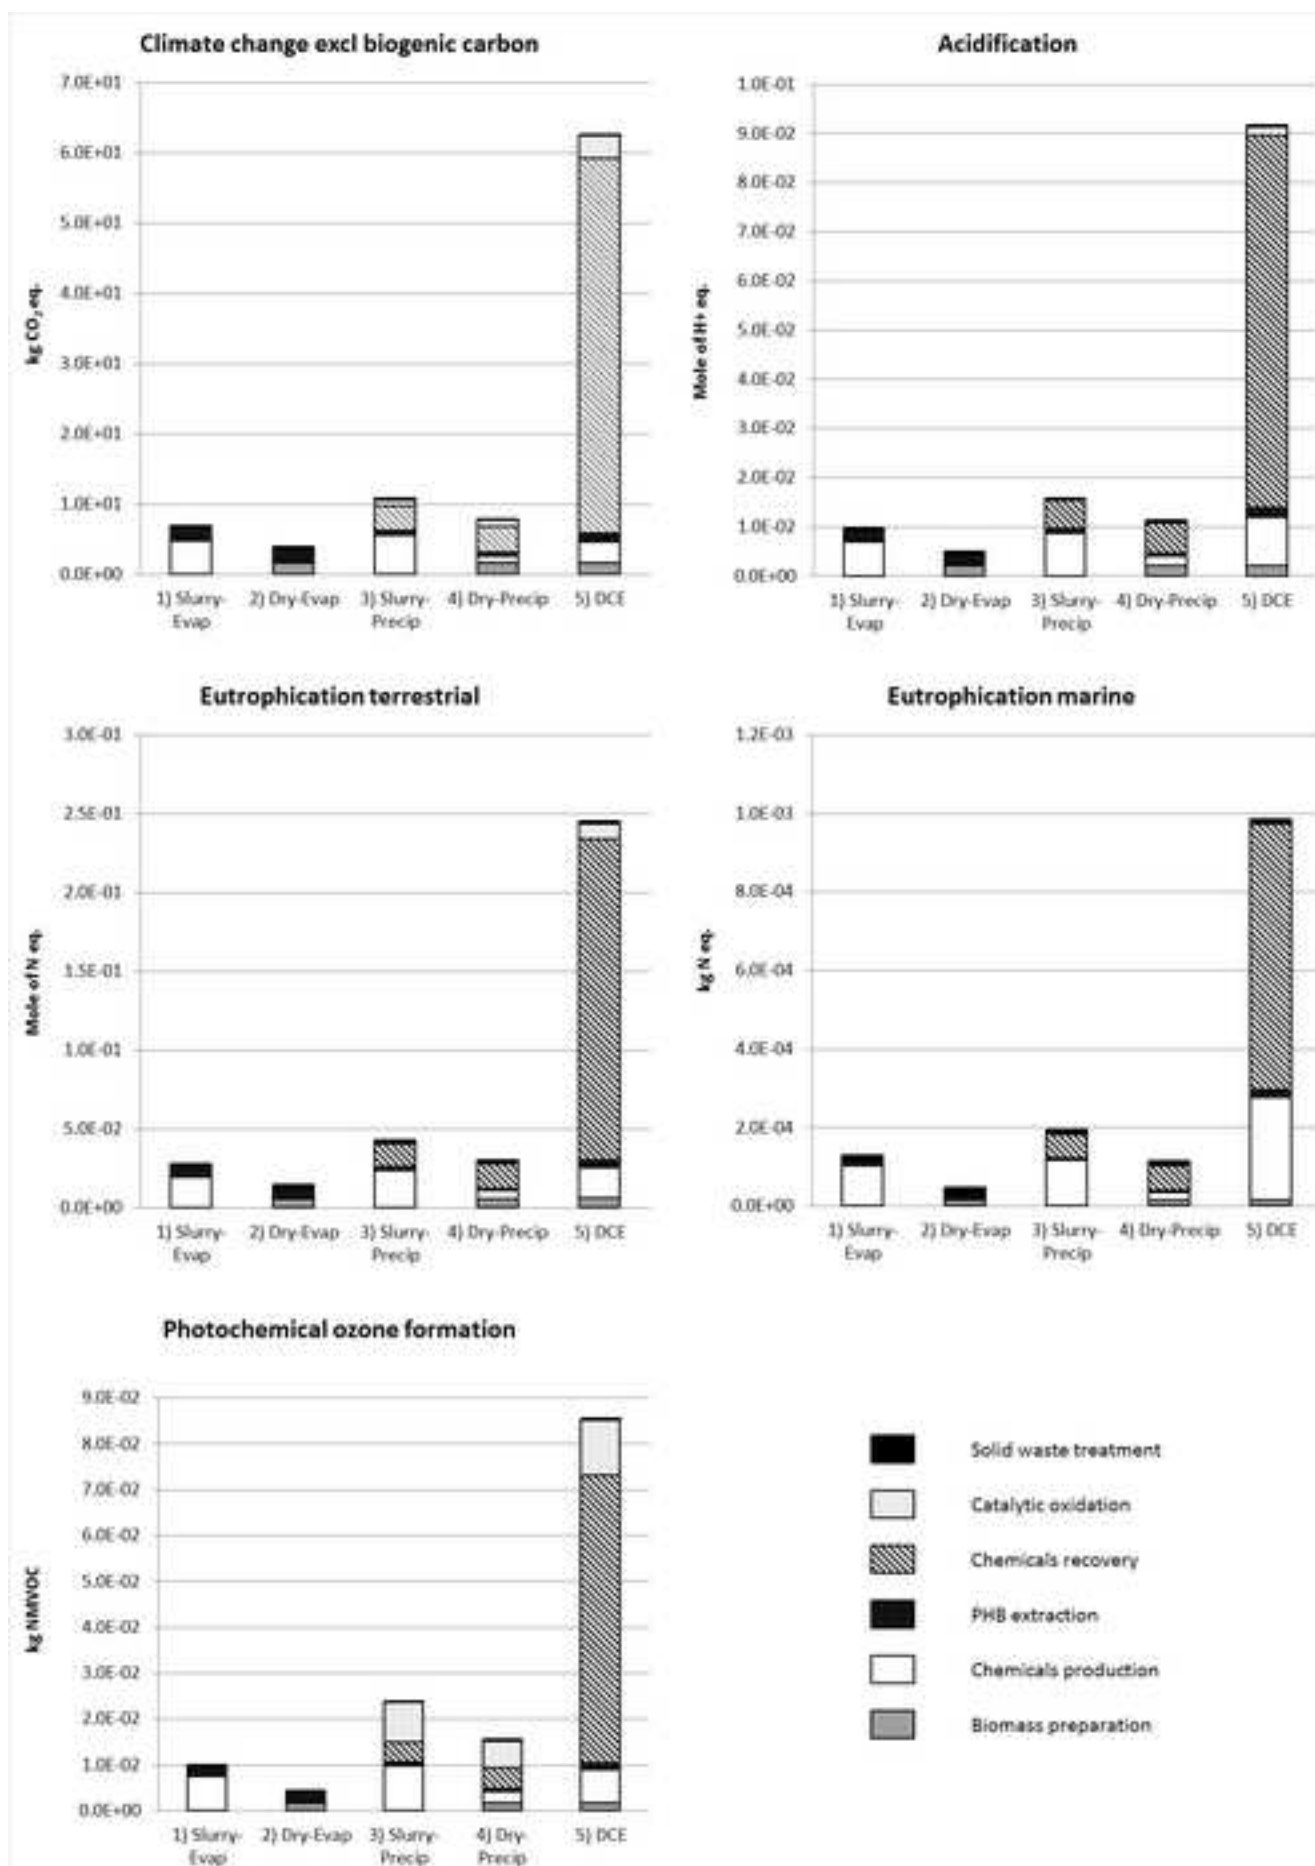 Climate change excl biogenic carbon
7.0E+01
6.0E+01
5.0E+01
4.0E+01
3.0E+01
2.0E+01
1.0E+01
0.0E+00
kg CO₂ eq.
1) Slurry-Evap
2) Dry-Evap
3) Slurry-Precip
4) Dry-Precip
5) DCE
Acidification
1.0E-01
9.0E-02
8.0E-02
7.0E-02
6.0E-02
5.0E-02
4.0E-02
3.0E-02
2.0E-02
1.0E-02
0.0E+00
Mole of H+ eq.
1) Slurry-Evap
2) Dry-Evap
3) Slurry-Precip
4) Dry-Precip
5) DCE
Eutrophication terrestrial
3.0E-01
2.5E-01
2.0E-01
1.5E-01
1.0E-01
5.0E-02
0.0E+00
Mole of N eq.
1) Slurry-Evap
2) Dry-Evap
3) Slurry-Precip
4) Dry-Precip
5) DCE
Eutrophication marine
1.2E-03
1.0E-03
8.0E-04
6.0E-04
4.0E-04
2.0E-04
0.0E+00
kg N eq.
1) Slurry-Evap
2) Dry-Evap
3) Slurry-Precip
4) Dry-Precip
5) DCE
Photochemical ozone formation
9.0E-02
8.0E-02
7.0E-02
6.0E-02
5.0E-02
4.0E-02
3.0E-02
2.0E-02
1.0E-02
0.0E+00
kg NMVOC
1) Slurry-Evap
2) Dry-Evap
3) Slurry-Precip
4) Dry-Precip
5) DCE
Solid waste treatment
Catalytic oxidation
Chemicals recovery
PHB extraction
Chemicals production
Biomass preparation